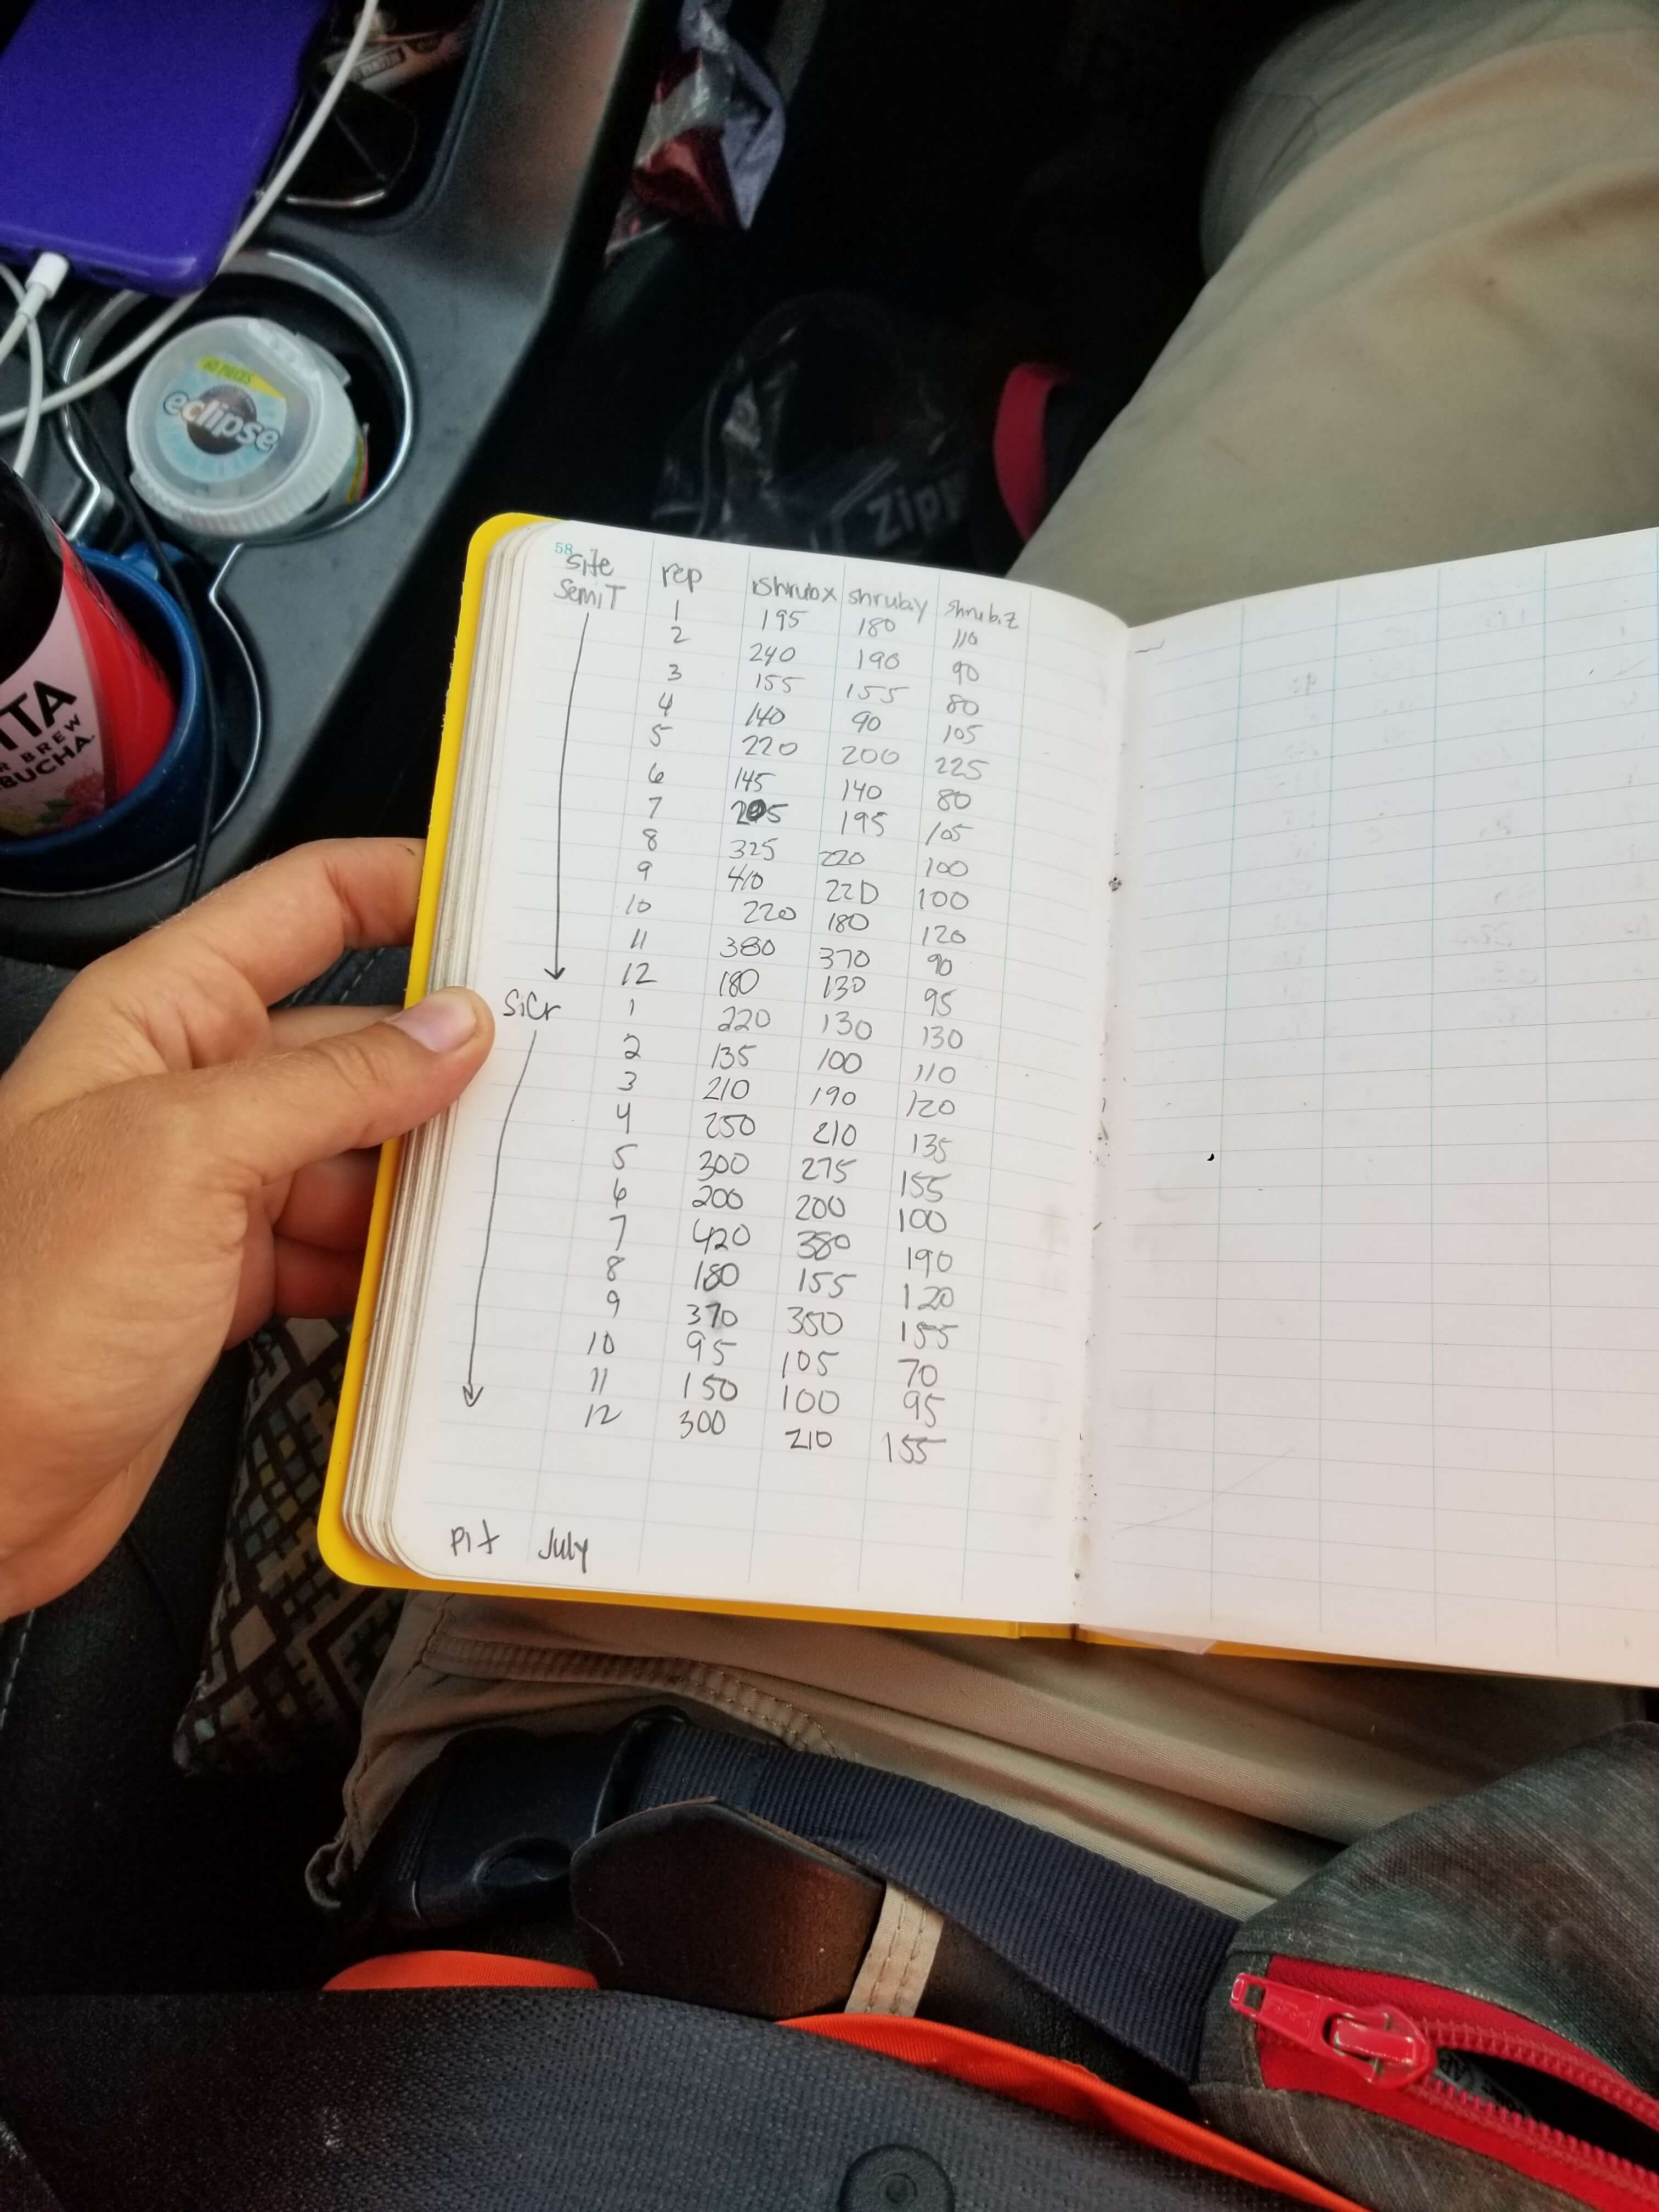 60 PIECES
eclipse
TTA
R BREW
BUCHA
Zipp
58
site rep shrubx shruby shrub.z
SemiT 1 195 180 110
2 240 190 90
3 155 155 80
4 140 90 105
5 220 200 225
6 145 140 80
7 205 195 105
8 325 220 100
9 410 220 100
10 220 180 120
11 380 370 90
12 180 130 95
SiCr 1 220 130 130
2 135 100 110
3 210 190 120
4 250 210 135
5 300 275 155
6 200 200 100
7 420 380 190
8 180 155 120
9 370 350 155
10 95 105 70
11 150 100 95
12 300 210 155
Pit July